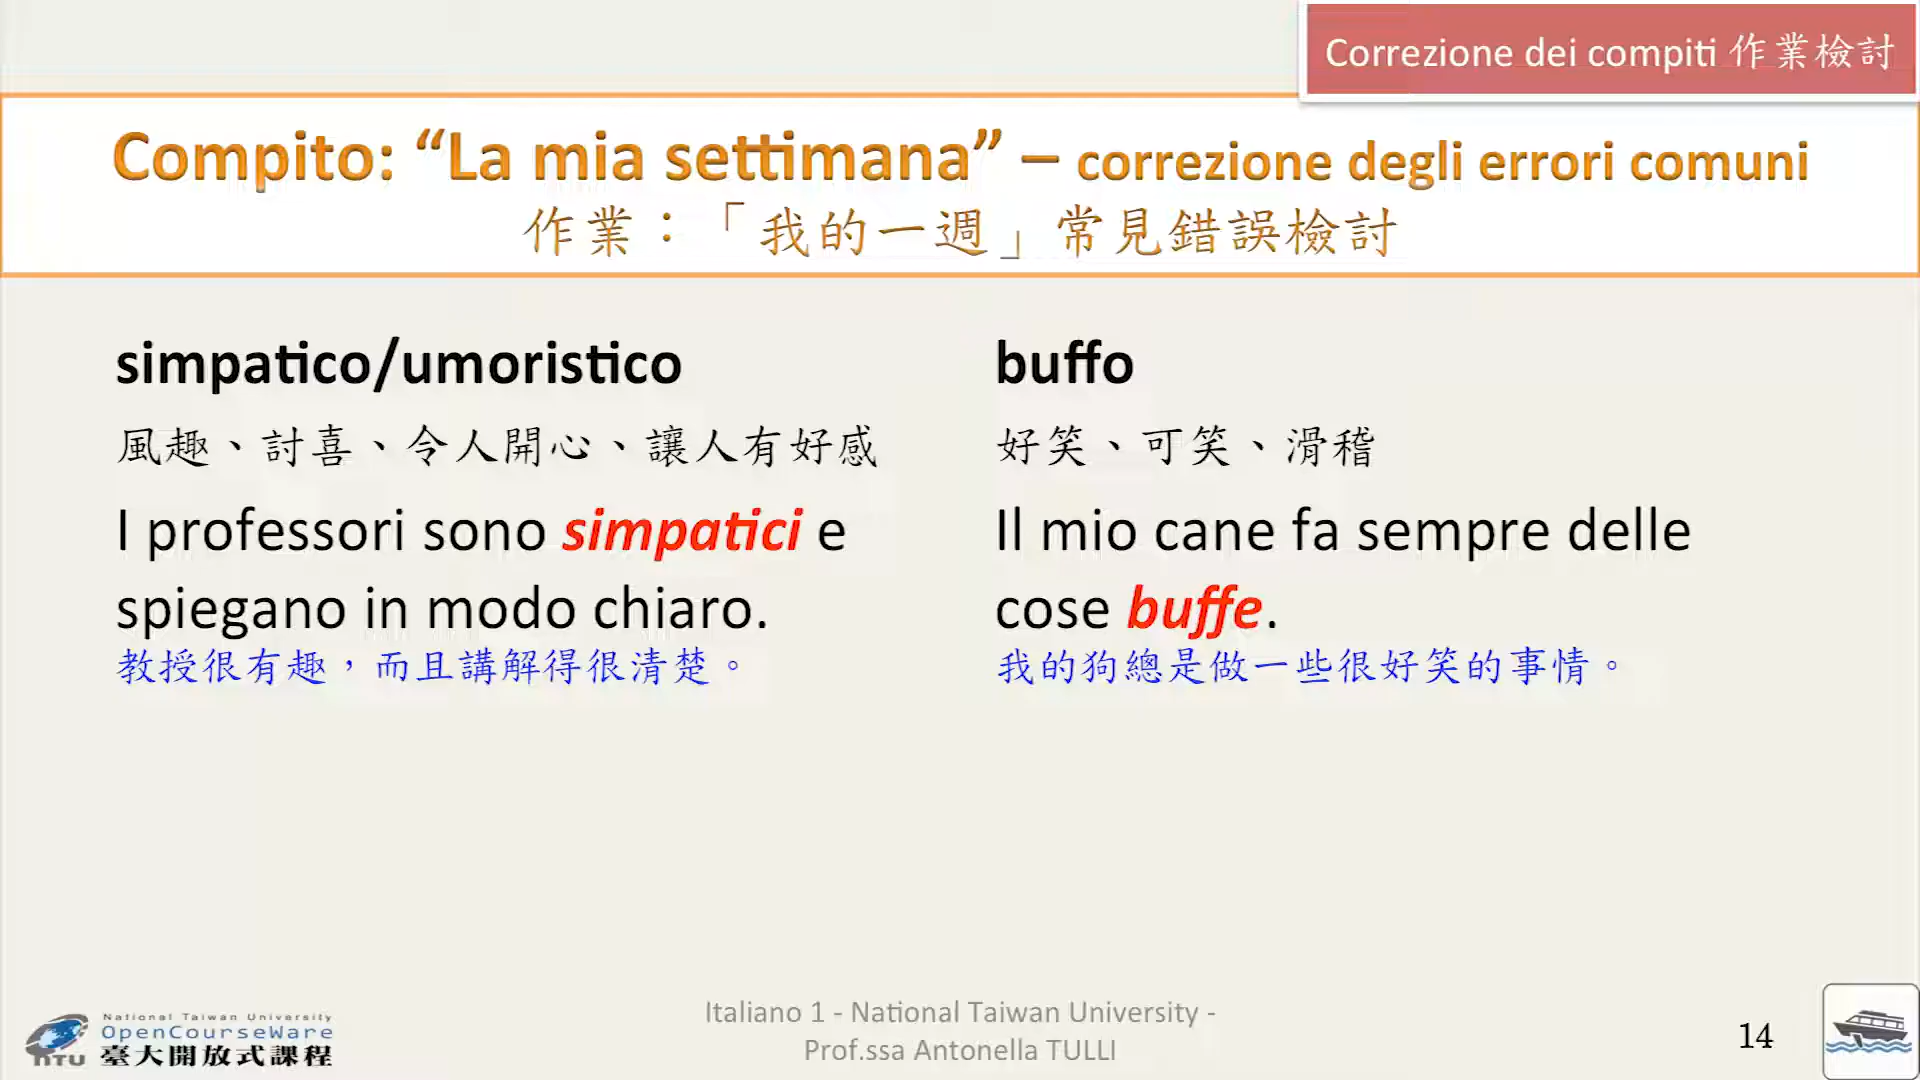 Correzione dei compiti 作業檢討
Compito: “La mia settimana” – correzione degli errori comuni
作業：「我的一週」常見錯誤檢討
simpatico/umoristico
風趣、討喜、令人開心、讓人有好感
I professori sono simpatici e
spiegano in modo chiaro.
教授很有趣，而且講解得很清楚。
buffo
好笑、可笑、滑稽
Il mio cane fa sempre delle
cose buffe.
我的狗總是做一些很好笑的事情。
National Taiwan University
OpenCourseWare
NTU 臺大開放式課程
Italiano 1 - National Taiwan University -
Prof.ssa Antonella TULLI
14